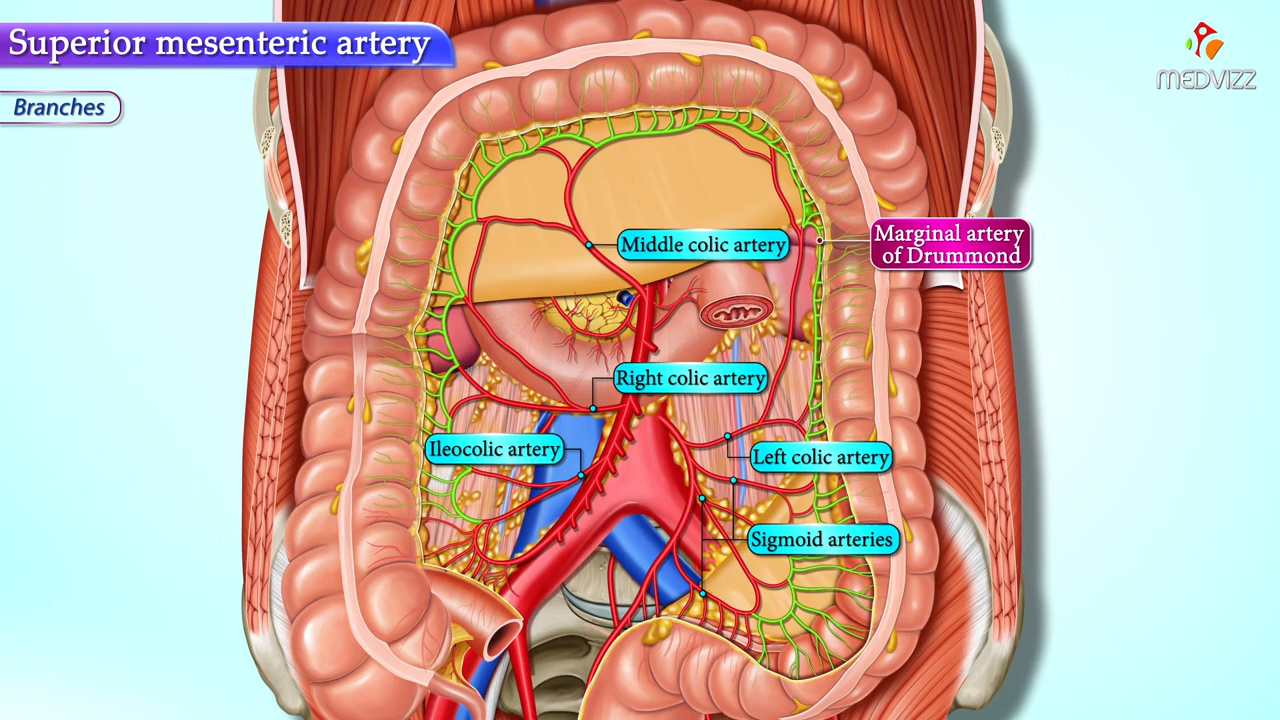 Superior mesenteric artery
Branches
MEDVIZZ
Middle colic artery
Marginal artery
of Drummond
Right colic artery
Ileocolic artery
Left colic artery
Sigmoid arteries